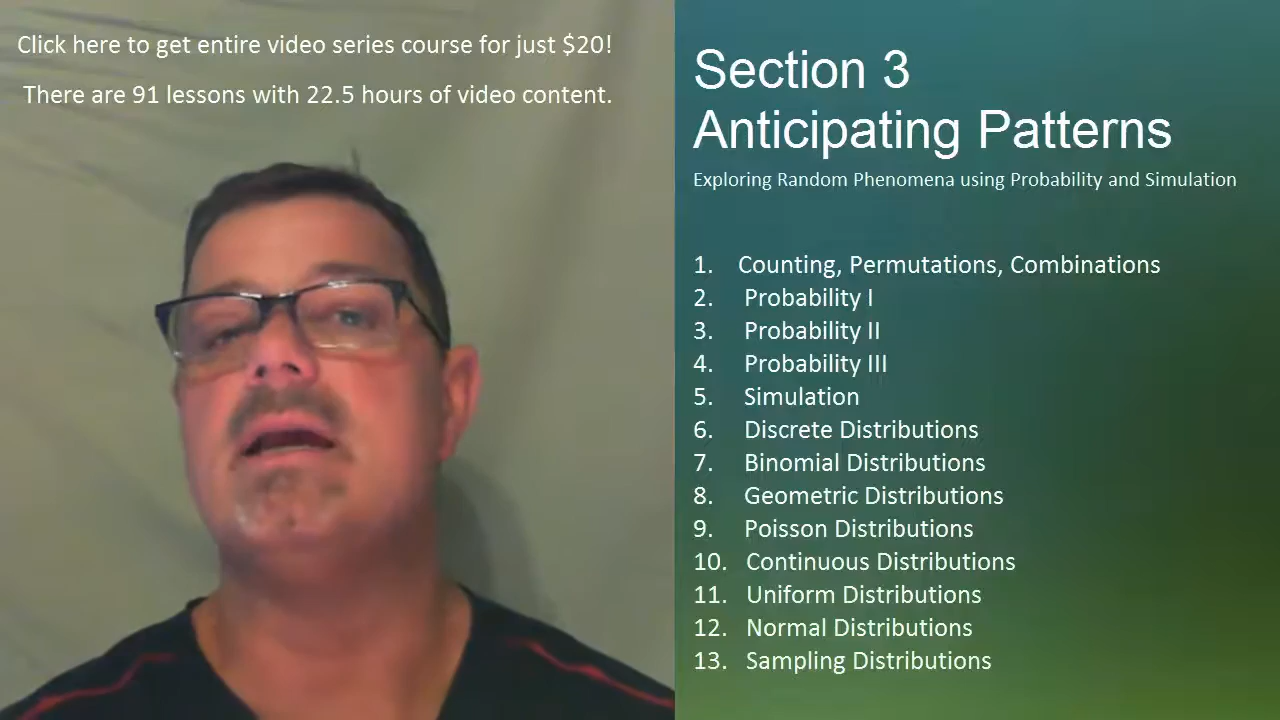 Click here to get entire video series course for just $20!
There are 91 lessons with 22.5 hours of video content.
Section 3
Anticipating Patterns
Exploring Random Phenomena using Probability and Simulation
1. Counting, Permutations, Combinations
2. Probability I
3. Probability II
4. Probability III
5. Simulation
6. Discrete Distributions
7. Binomial Distributions
8. Geometric Distributions
9. Poisson Distributions
10. Continuous Distributions
11. Uniform Distributions
12. Normal Distributions
13. Sampling Distributions